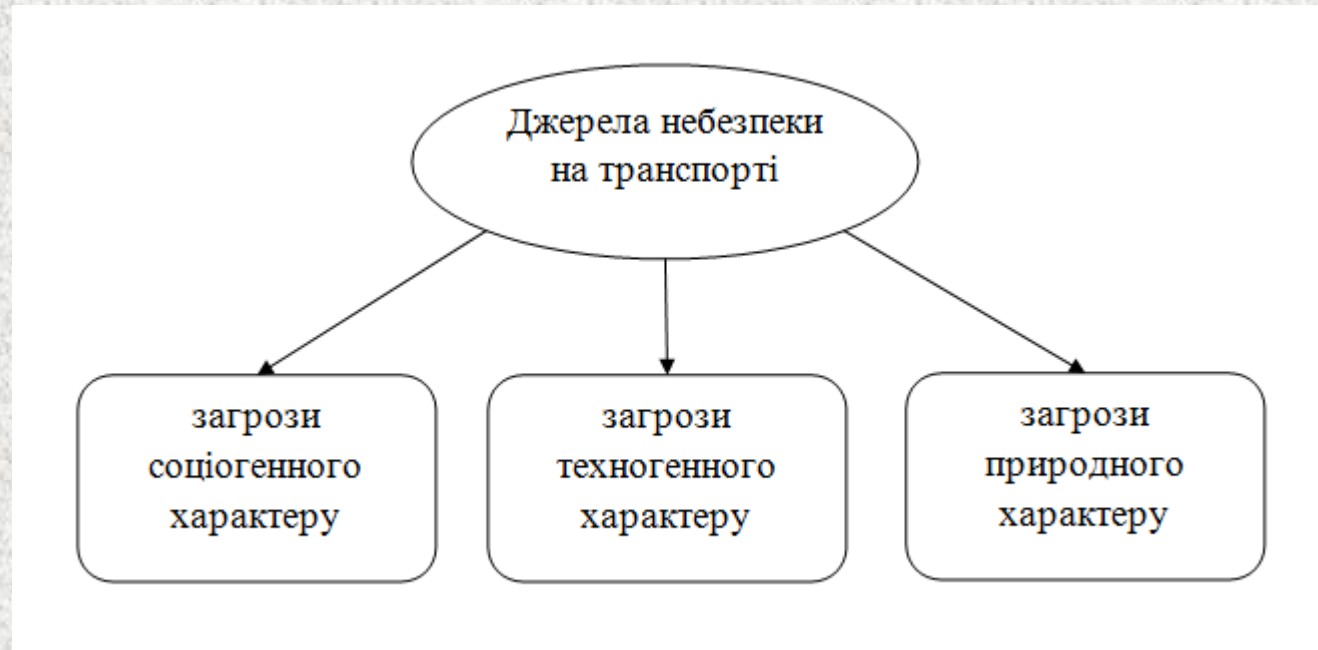 Джерела небезпеки
на транспорті
загрози
соціогенного
характеру
загрози
техногенного
характеру
загрози
природного
характеру